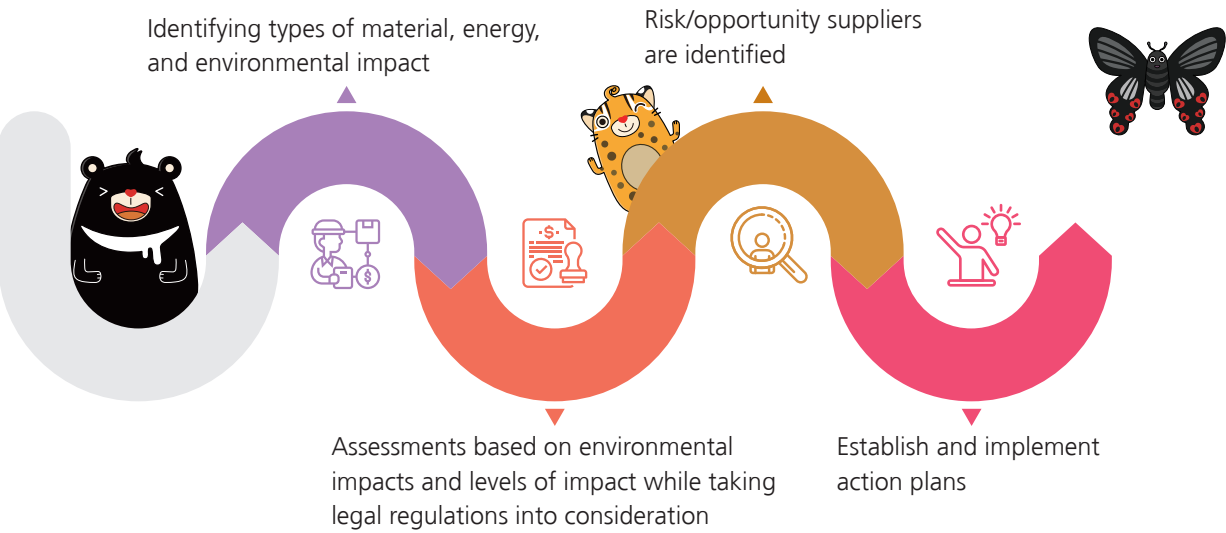 Identifying types of material, energy,
and environmental impact
Assessments based on environmental
impacts and levels of impact while taking
legal regulations into consideration
Risk/opportunity suppliers
are identified
Establish and implement
action plans